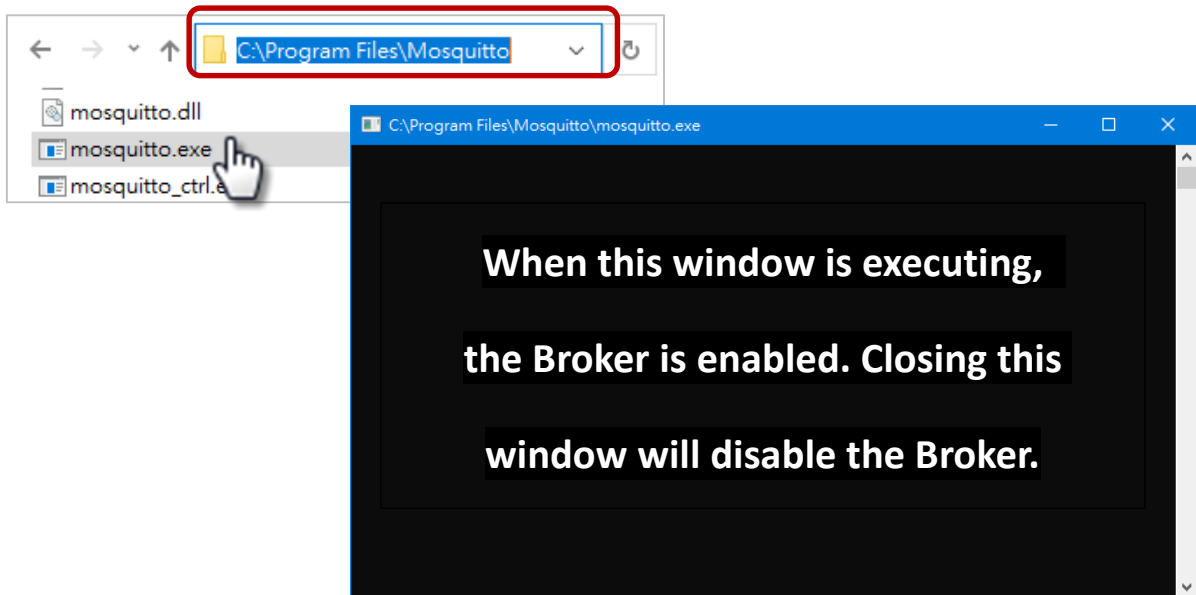 C:\Program Files\Mosquitto
mosquitto.dll
mosquitto.exe
mosquitto_ctrl.e
C:\Program Files\Mosquitto\mosquitto.exe
When this window is executing,
the Broker is enabled. Closing this
window will disable the Broker.